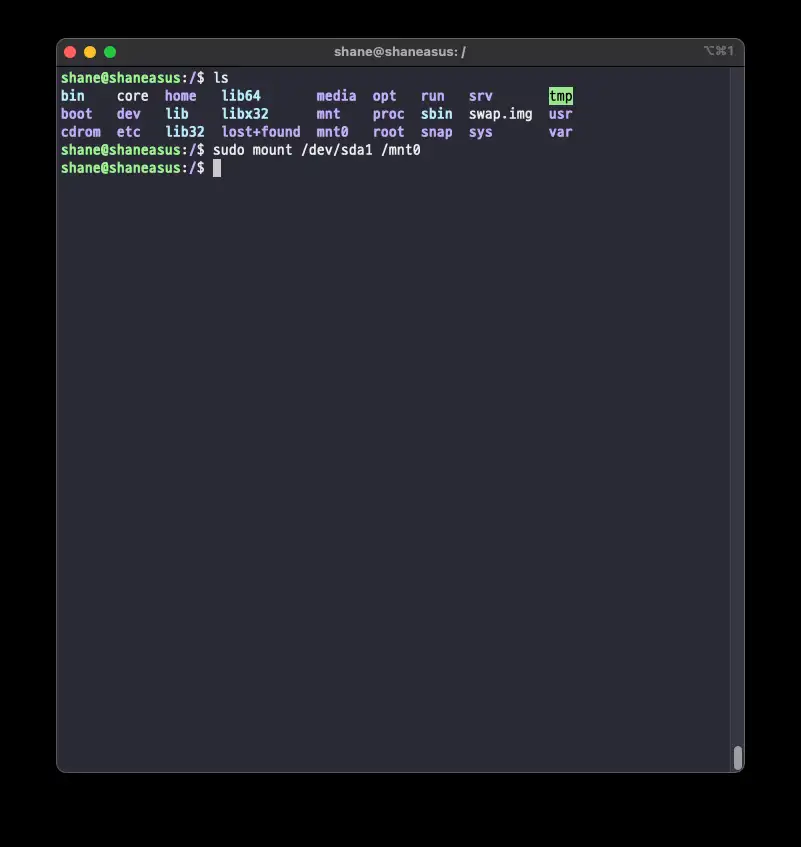 shane@shaneasus: /
⌥⌘1
shane@shaneasus:/$ ls
bin    core  home   lib64       media  opt   run   srv       tmp
boot   dev   lib    libx32      mnt    proc  sbin  swap.img  usr
cdrom  etc   lib32  lost+found  mnt0   root  snap  sys       var
shane@shaneasus:/$ sudo mount /dev/sda1 /mnt0
shane@shaneasus:/$